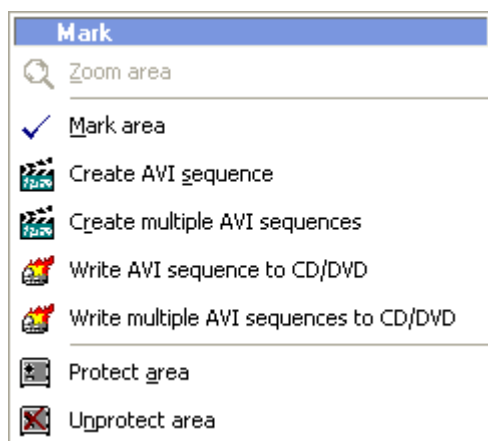 Mark
Zoom area
Mark area
Create AVI sequence
Create multiple AVI sequences
Write AVI sequence to CD/DVD
Write multiple AVI sequences to CD/DVD
Protect area
Unprotect area